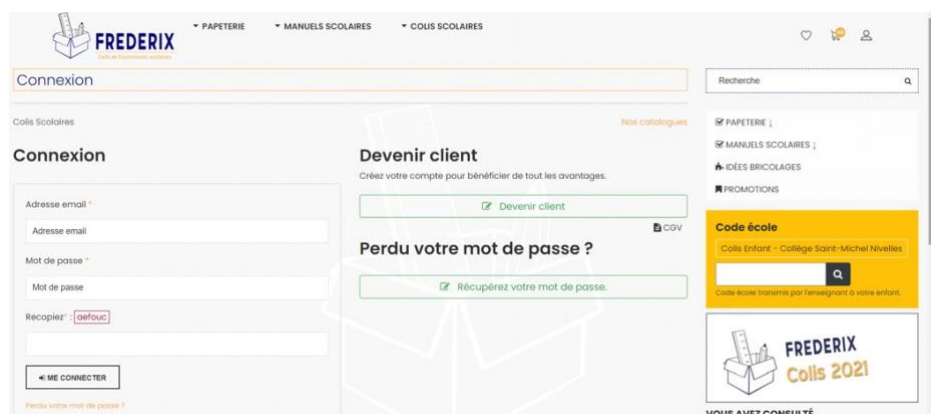 FREDERIX
Colis de fournitures scolaires
PAPETERIE
MANUELS SCOLAIRES
COLIS SCOLAIRES
Connexion
Recherche
Colis Scolaires
Nos catalogues
Connexion
Adresse email *
Adresse email
Mot de passe *
Mot de passe
Recopiez* : aefouc
ME CONNECTER
Perdu votre mot de passe ?
Devenir client
Créez votre compte pour bénéficier de tout les avantages.
Devenir client
CGV
Perdu votre mot de passe ?
Récupérez votre mot de passe.
PAPETERIE ↓
MANUELS SCOLAIRES ↓
IDÉES BRICOLAGES
PROMOTIONS
Code école
Colis Enfant - Collège Saint-Michel Nivelles
Code école transmis par l'enseignant à votre enfant.
FREDERIX
Colis 2021
VOUS AVEZ CONSULTÉ